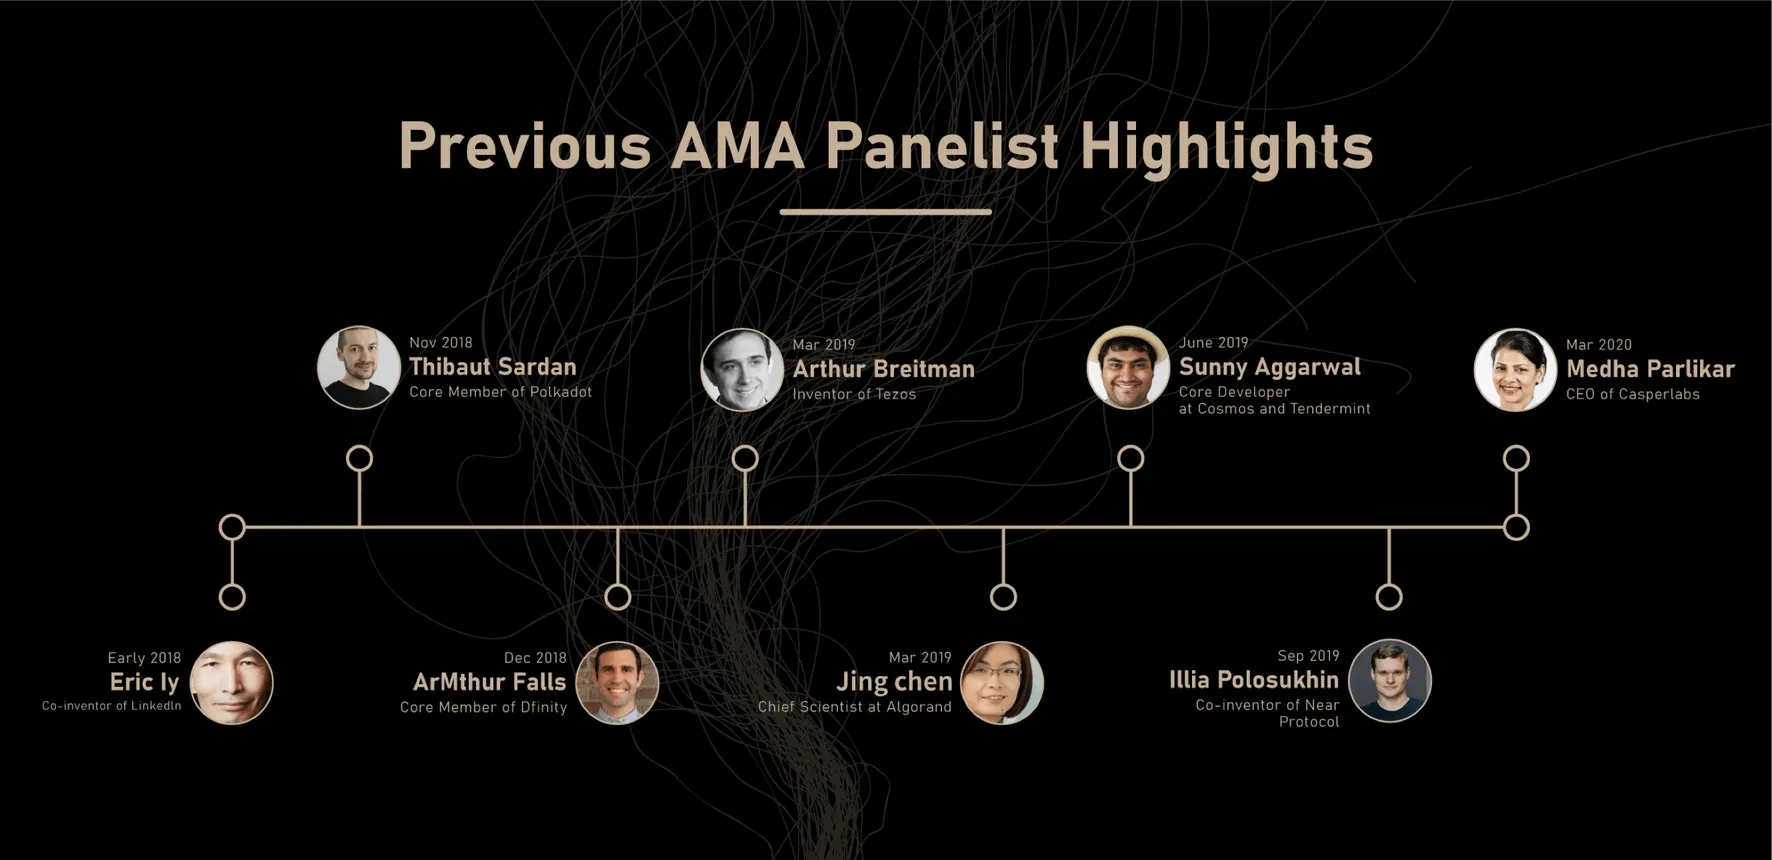 Previous AMA Panelist Highlights
Nov 2018
Thibaut Sardan
Core Member of Polkadot
Mar 2019
Arthur Breitman
Inventor of Tezos
June 2019
Sunny Aggarwal
Core Developer
at Cosmos and Tendermint
Mar 2020
Medha Parlikar
CEO of Casperlabs
Early 2018
Eric ly
Co-inventor of Linkedln
Dec 2018
ArMthur Falls
Core Member of Dfinity
Mar 2019
Jing chen
Chief Scientist at Algorand
Sep 2019
Illia Polosukhin
Co-inventor of Near
Protocol